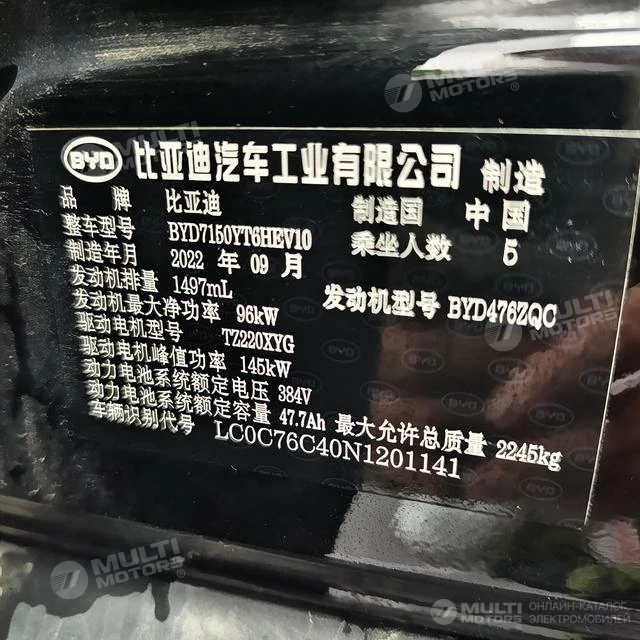 MULTI MOTORS®
BYD 比亚迪汽车工业有限公司 制造
品 牌 比亚迪 制造国 中国
整车型号 BYD7150YT6HEV10 乘坐人数 5
制造年月 2022 年 09 月
发动机排量 1497mL 发动机型号 BYD476ZQC
发动机最大净功率 96kW
驱动电机型号 TZ220XYG
驱动电机峰值功率 145kW
动力电池系统额定电压 384V
动力电池系统额定容量 47.7Ah 最大允许总质量 2245kg
车辆识别代号 LC0C76C40N1201141
MULTI MOTORS®
MULTI MOTORS® ОНЛАЙН-КАТАЛОГ ЭЛЕКТРОМОБИЛЕЙ